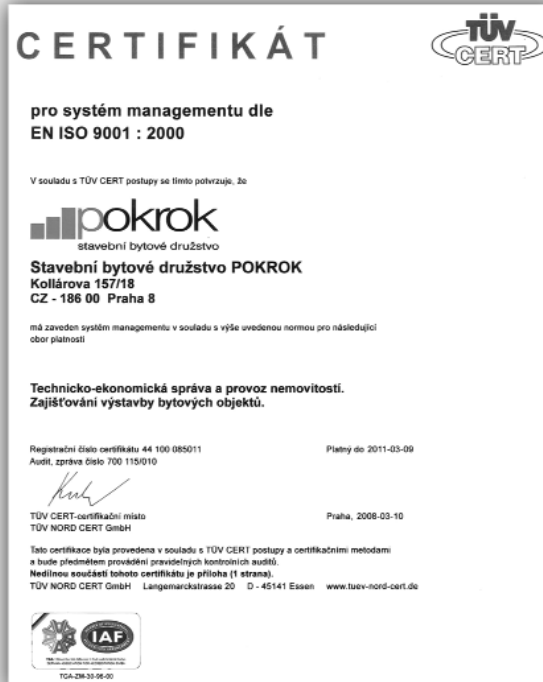 CERTIFIKÁT
TÜV
CERT
pro systém managementu dle
EN ISO 9001 : 2000
V souladu s TÜV CERT postupy se tímto potvrzuje, že
pokrok
stavební bytové družstvo
Stavební bytové družstvo POKROK
Kollárova 157/18
CZ - 186 00 Praha 8
má zaveden systém managementu v souladu s výše uvedenou normou pro následující
obor platnosti
Technicko-ekonomická správa a provoz nemovitostí.
Zajišťování výstavby bytových objektů.
Registrační číslo certifikátu 44 100 085011 Platný do 2011-03-09
Audit, zpráva číslo 700 115/010
TÜV CERT-certifikační místo Praha, 2008-03-10
TÜV NORD CERT GmbH
Tato certifikace byla provedena v souladu s TÜV CERT postupy a certifikačními metodami
a bude předmětem provádění pravidelných kontrolních auditů.
Nedílnou součástí tohoto certifikátu je příloha (1 strana).
TÜV NORD CERT GmbH Langemarckstrasse 20 D - 45141 Essen www.tuev-nord-cert.de
IAF
TGA-ZM-30-96-00